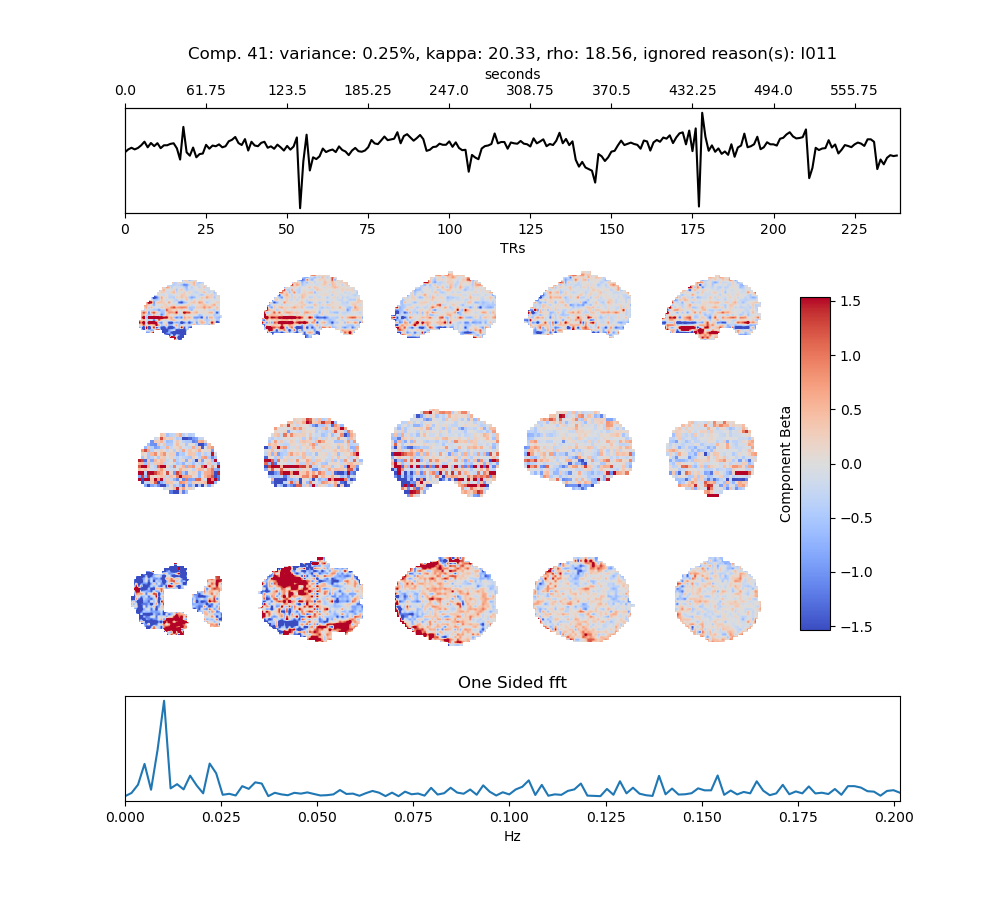 Comp. 41: variance: 0.25%, kappa: 20.33, rho: 18.56, ignored reason(s): I011
seconds
0.0 61.75 123.5 185.25 247.0 308.75 370.5 432.25 494.0 555.75
0 25 50 75 100 125 150 175 200 225
TRs
1.5
1.0
0.5
0.0
−0.5
−1.0
−1.5
Component Beta
One Sided fft
0.000 0.025 0.050 0.075 0.100 0.125 0.150 0.175 0.200
Hz